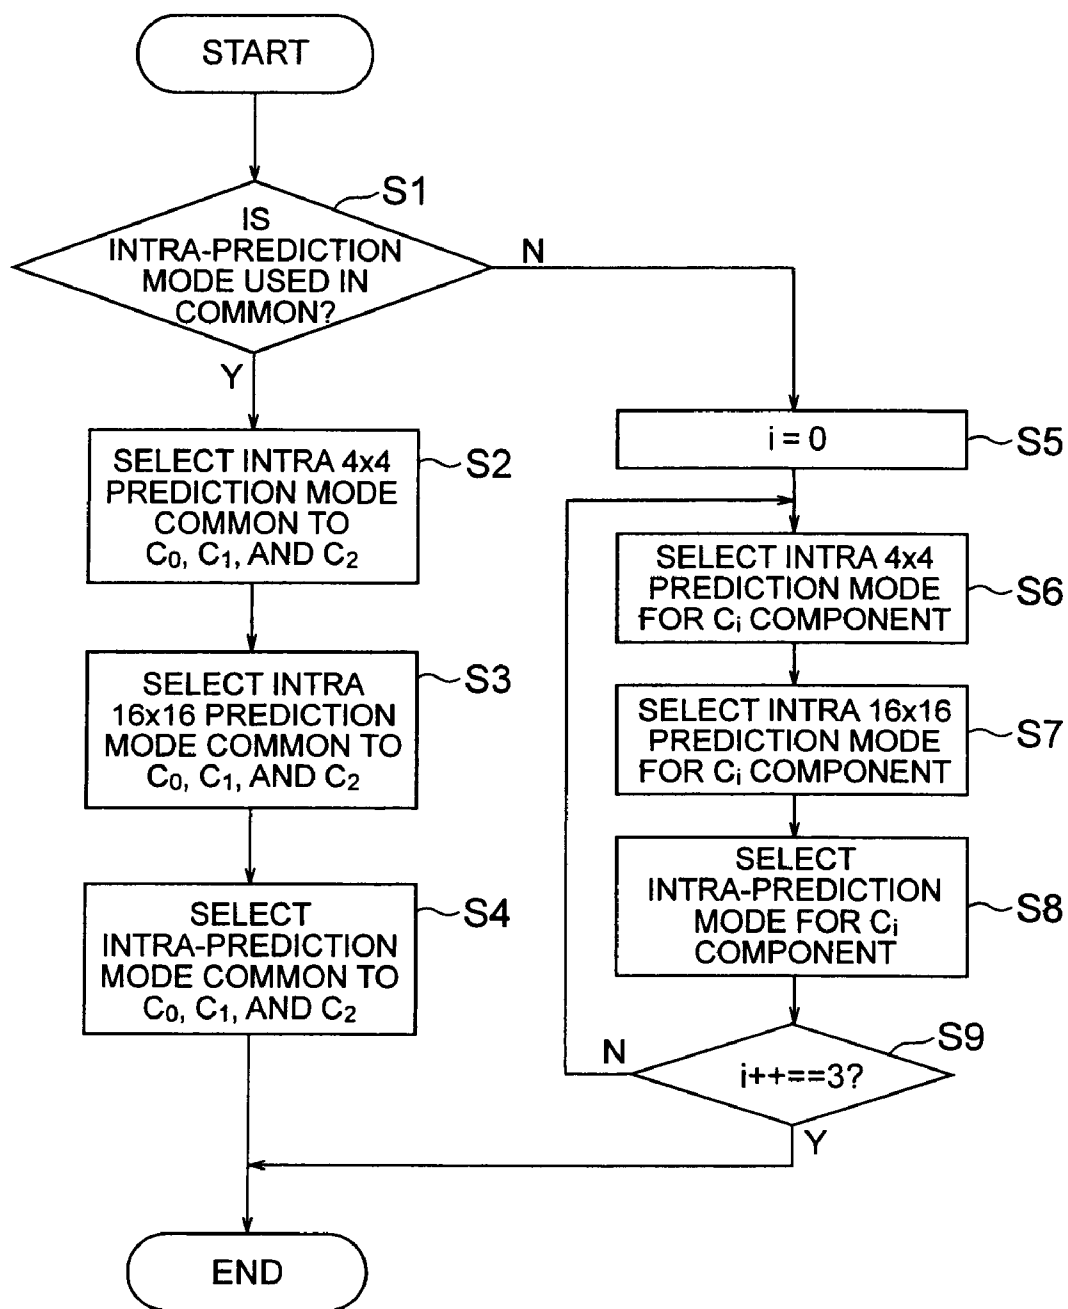 START
S1
IS
INTRA-PREDICTION
MODE USED IN
COMMON?
N
Y
SELECT INTRA 4x4
PREDICTION MODE
COMMON TO
C0, C1, AND C2
S2
SELECT INTRA
16x16 PREDICTION
MODE COMMON TO
C0, C1, AND C2
S3
SELECT
INTRA-PREDICTION
MODE COMMON TO
C0, C1, AND C2
S4
i = 0
S5
SELECT INTRA 4x4
PREDICTION MODE
FOR Ci COMPONENT
S6
SELECT INTRA 16x16
PREDICTION MODE
FOR Ci COMPONENT
S7
SELECT
INTRA-PREDICTION
MODE FOR Ci
COMPONENT
S8
i++==3?
S9
N
Y
END